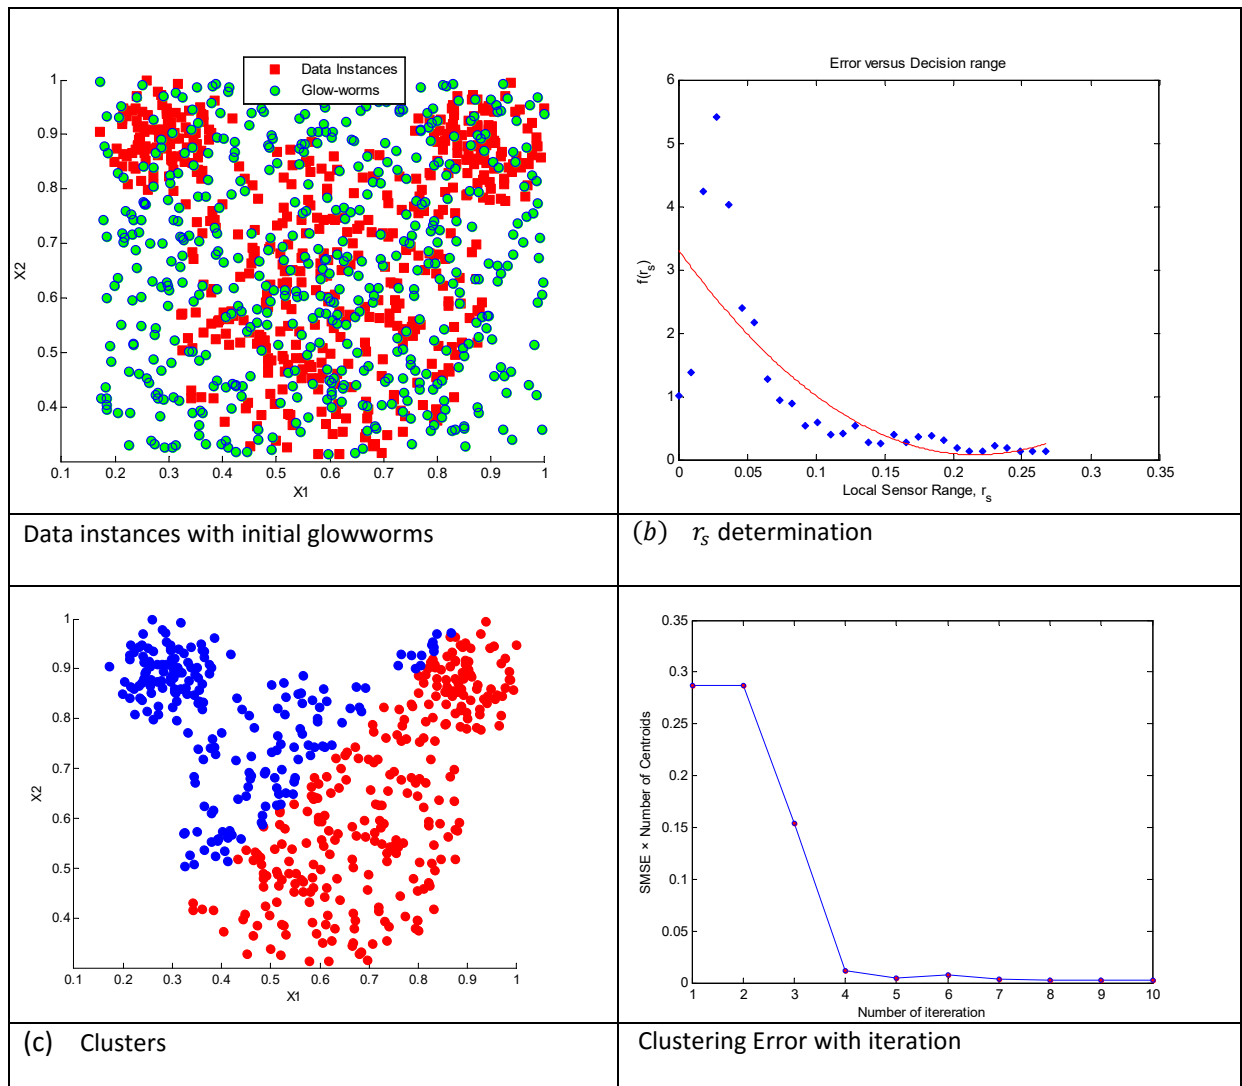 Data Instances
Glow-worms
1
0.9
0.8
0.7
0.6
0.5
0.4
X2
0.1 0.2 0.3 0.4 0.5 0.6 0.7 0.8 0.9 1
X1
Data instances with initial glowworms
Error versus Decision range
6
5
4
3
2
1
0
f(r_s)
0 0.05 0.1 0.15 0.2 0.25 0.3 0.35
Local Sensor Range, r_s
(b) r_s determination
1
0.9
0.8
0.7
0.6
0.5
0.4
X2
0.1 0.2 0.3 0.4 0.5 0.6 0.7 0.8 0.9 1
X1
(c) Clusters
0.35
0.3
0.25
0.2
0.15
0.1
0.05
0
SMSE × Number of Centroids
1 2 3 4 5 6 7 8 9 10
Number of itereration
Clustering Error with iteration